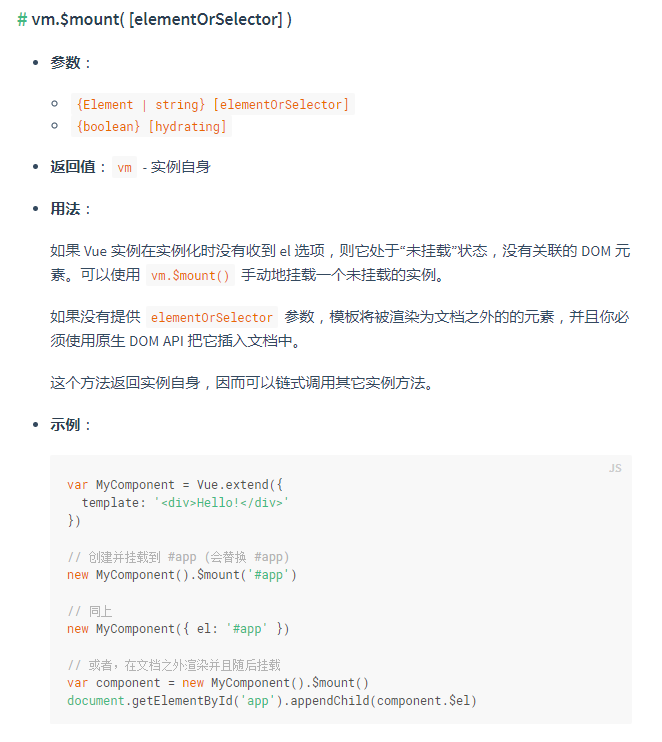 # vm.$mount( [elementOrSelector] )
参数：
{Element | string} [elementOrSelector]
{boolean} [hydrating]
返回值：vm - 实例自身
用法：
如果 Vue 实例在实例化时没有收到 el 选项，则它处于“未挂载”状态，没有关联的 DOM 元
素。可以使用 vm.$mount() 手动地挂载一个未挂载的实例。
如果没有提供 elementOrSelector 参数，模板将被渲染为文档之外的的元素，并且你必
须使用原生 DOM API 把它插入文档中。
这个方法返回实例自身，因而可以链式调用其它实例方法。
示例：
JS
var MyComponent = Vue.extend({
  template: '<div>Hello!</div>'
})
// 创建并挂载到 #app (会替换 #app)
new MyComponent().$mount('#app')
// 同上
new MyComponent({ el: '#app' })
// 或者，在文档之外渲染并且随后挂载
var component = new MyComponent().$mount()
document.getElementById('app').appendChild(component.$el)